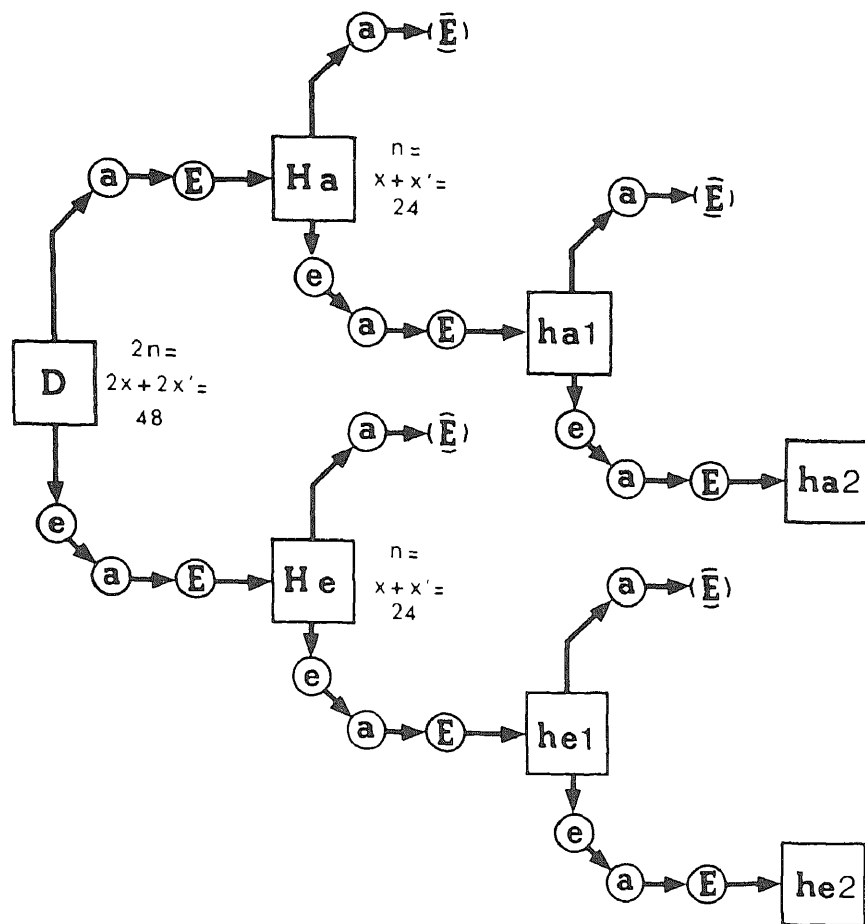 a (Ē)
a E Ha n =
x + x′ =
24
a (Ē)
e
a E ha1
D 2n =
2x + 2x′ =
48
a (Ē)
e
a E ha2
e
a E He n =
x + x′ =
24
a (Ē)
e
a E he1
e
a E he2